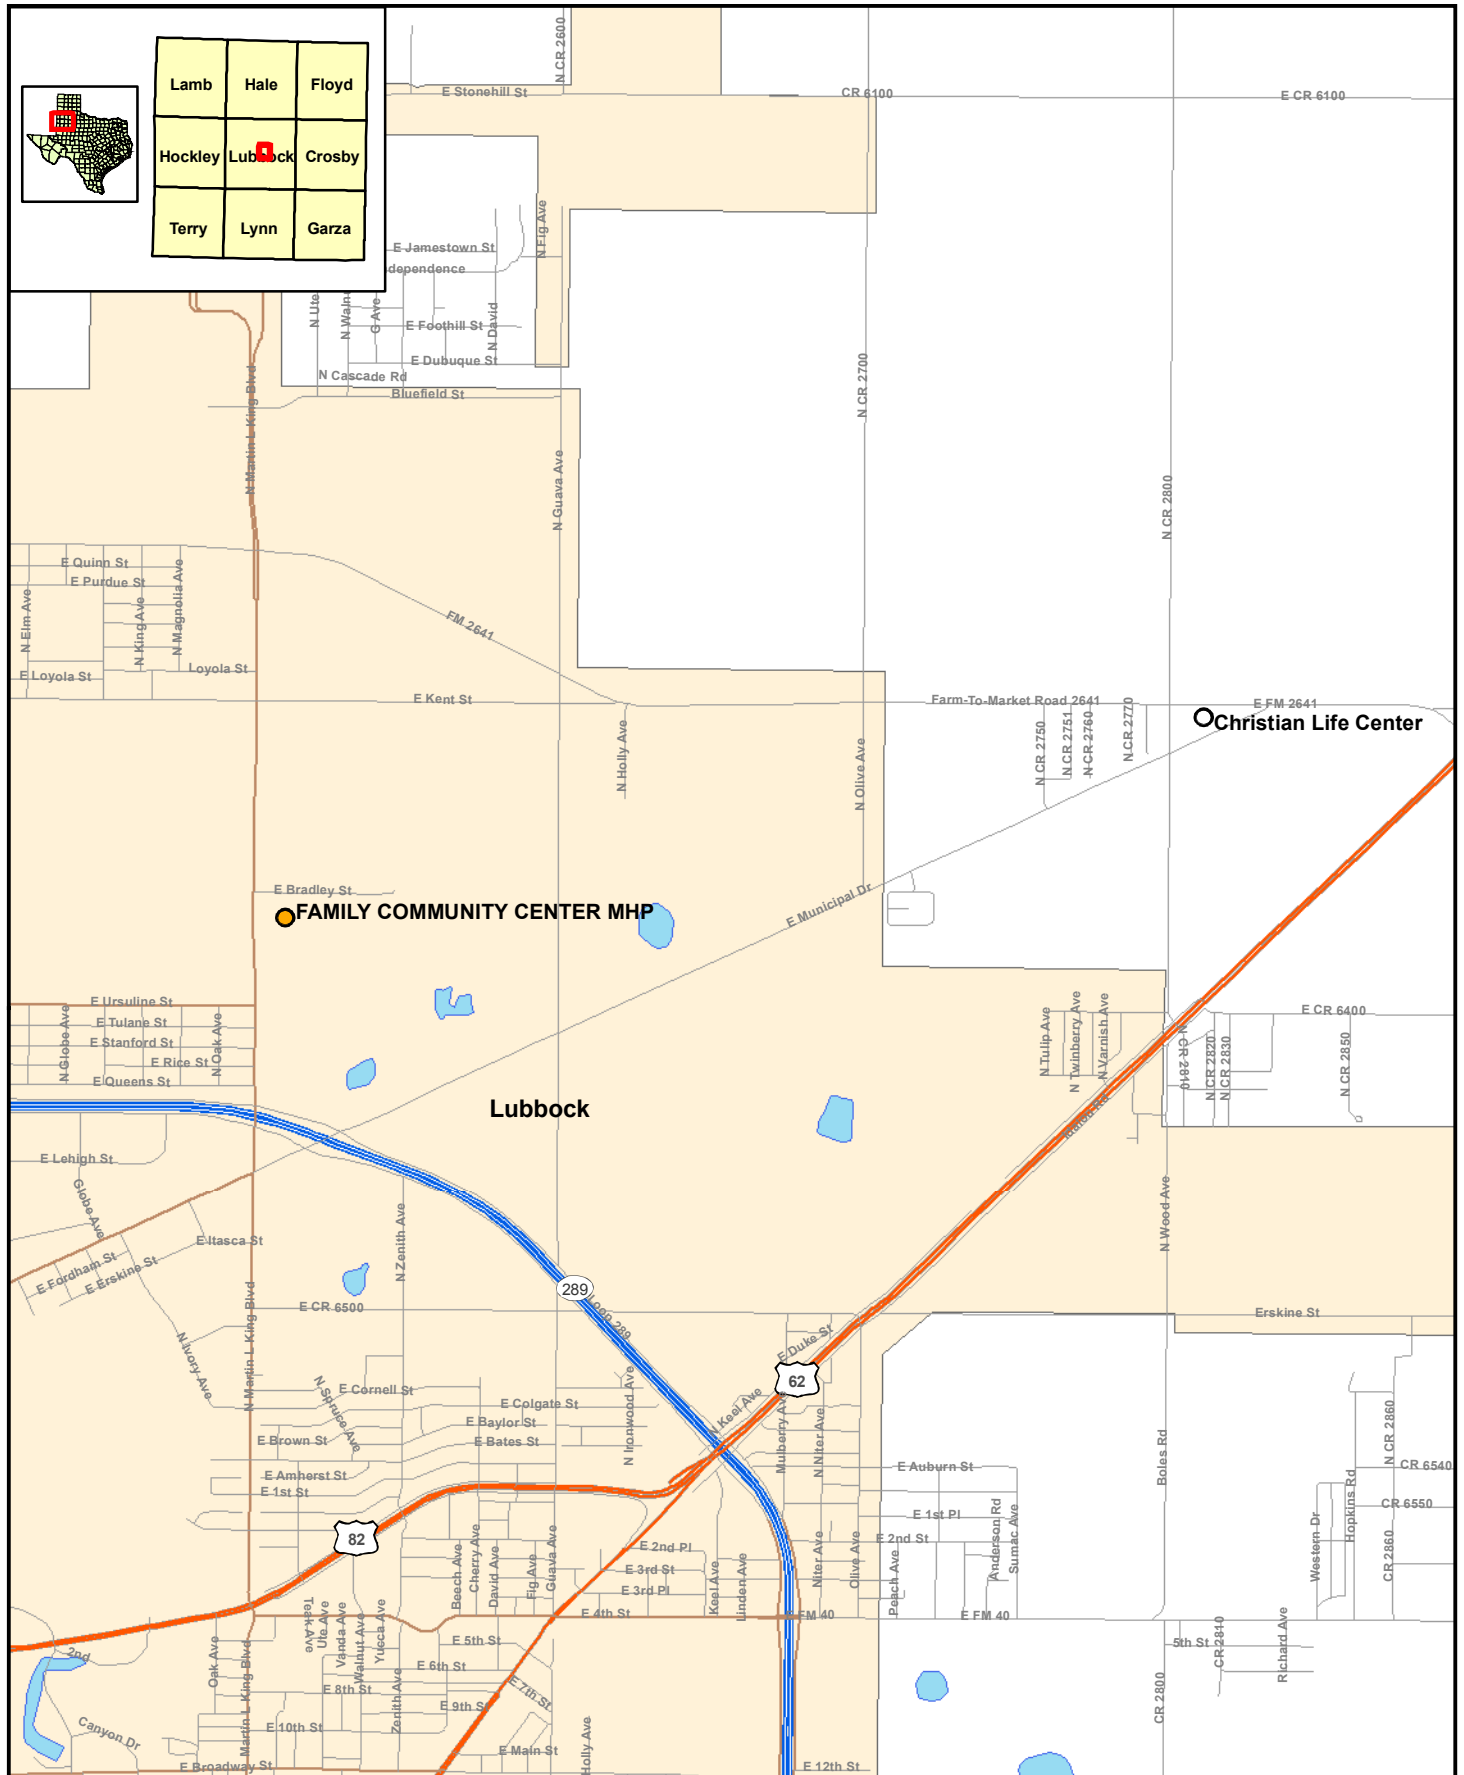 Lamb
Hale
Floyd
Hockley
Lubbock
Crosby
Terry
Lynn
Garza
N CR 2600
E Stonehill St
CR 6100
E CR 6100
N Fig Ave
E Jamestown St
dependence
N Ute
N Waln
G Ave
N David
E Foothill St
E Dubuque St
N Cascade Rd
Bluefield St
N Martin L King Blvd
N CR 2700
N Guava Ave
N CR 2800
E Quinn St
E Purdue St
N Elm Ave
N King Ave
N Magnolia Ave
FM 2641
E Loyola St
Loyola St
E Kent St
Farm-To-Market Road 2641
E FM 2641
Christian Life Center
N Holly Ave
N Olive Ave
N CR 2750
N CR 2751
N CR 2760
N CR 2770
E Bradley St
FAMILY COMMUNITY CENTER MHP
E Municipal Dr
E Ursuline St
E Tulane St
E Stanford St
E Rice St
E Queens St
N Globe Ave
N Oak Ave
N Tulip Ave
N Twinberry Ave
N Varnish Ave
E CR 6400
N CR 2810
N CR 2820
N CR 2830
N CR 2850
Lubbock
Idalou Rd
E Lehigh St
Globe Ave
E Itasca St
E Fordham St
E Erskine St
N Zenith Ave
N Wood Ave
289
Loop 289
E CR 6500
Erskine St
N Martin L King Blvd
N Ivory Ave
E Duke St
62
N Spruce Ave
E Cornell St
E Colgate St
E Baylor St
E Brown St
E Bates St
N Ironwood Ave
N Keel Ave
Mulberry Ave
N Niter Ave
E Amherst St
E 1st St
E Auburn St
Boles Rd
N CR 2860
CR 6540
E 1st Pl
Anderson Rd
Sumac Ave
Hopkins Rd
CR 6550
82
E 2nd Pl
E 2nd St
Beech Ave
Cherry Ave
David Ave
Fig Ave
Guava Ave
E 3rd St
E 3rd Pl
Keel Ave
Linden Ave
Niter Ave
Olive Ave
Peach Ave
Western Dr
CR 2860
Teak Ave
Ute Ave
Vanda Ave
Walnut Ave
Yucca Ave
E 4th St
FM 40
E FM 40
2nd
Oak Ave
Martin L King Blvd
E 5th St
E 6th St
E 7th St
E 8th St
E 9th St
E 10th St
Zenith Ave
5th St
CR 2810
Richard Ave
CR 2800
Canyon Dr
E Main St
Holly Ave
E Broadway St
E 12th St